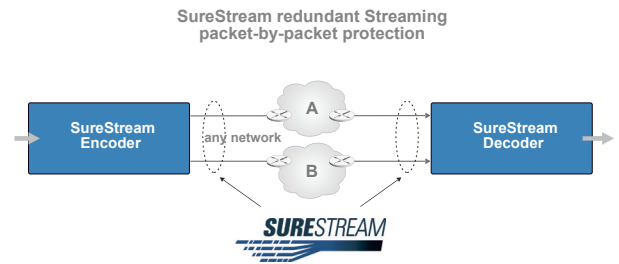 SureStream redundant Streaming
packet-by-packet protection
SureStream
Encoder
any network
A
B
SureStream
Decoder
SURESTREAM